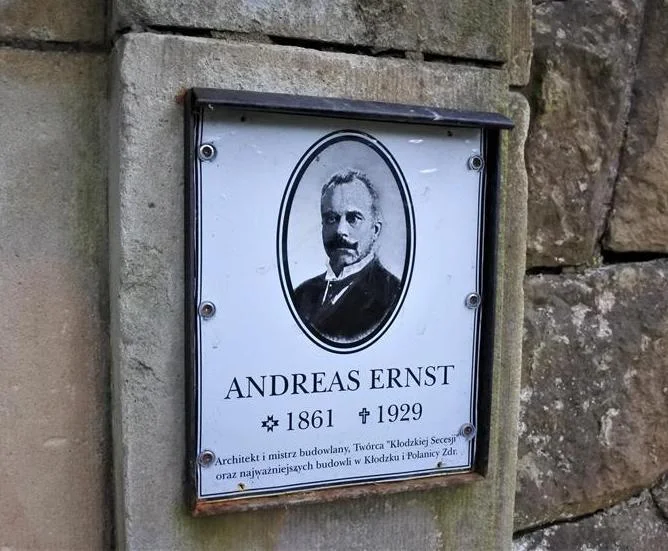 ANDREAS ERNST
✡ 1861 ✝ 1929
Architekt i mistrz budowlany, Twórca "Kłodzkiej Secesji"
oraz najważniejszych budowli w Kłodzku i Polanicy Zdr.